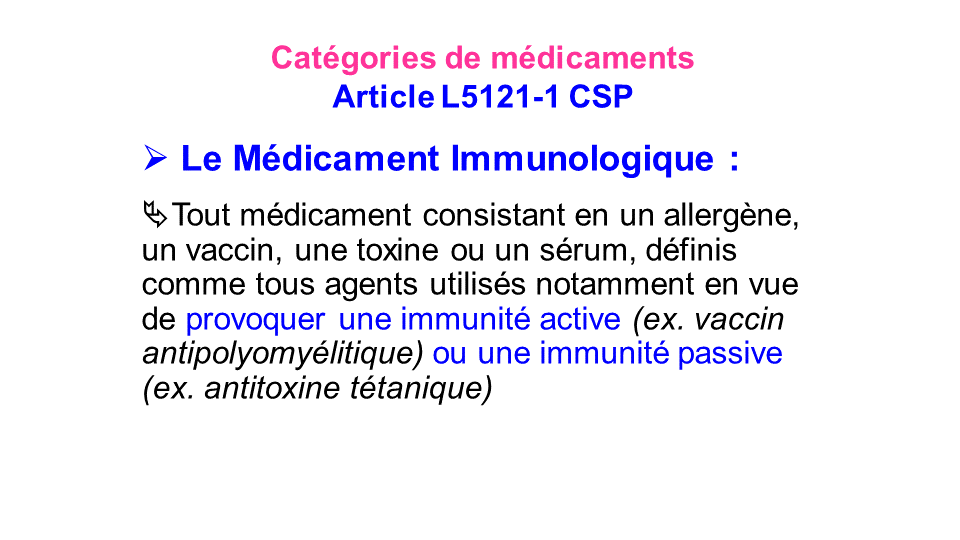 Catégories de médicaments
Article L5121-1 CSP
➢ Le Médicament Immunologique :
⮱Tout médicament consistant en un allergène,
un vaccin, une toxine ou un sérum, définis
comme tous agents utilisés notamment en vue
de provoquer une immunité active (ex. vaccin
antipolyomyélitique) ou une immunité passive
(ex. antitoxine tétanique)